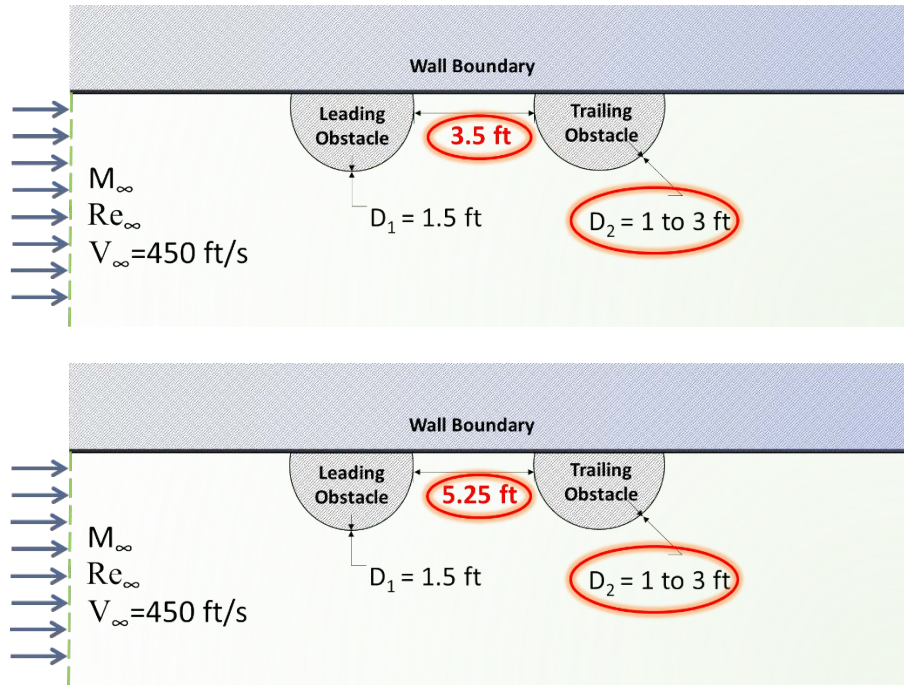 Wall Boundary
Leading
Obstacle
3.5 ft
Trailing
Obstacle
M∞
Re∞
V∞=450 ft/s
D₁ = 1.5 ft
D₂ = 1 to 3 ft
Wall Boundary
Leading
Obstacle
5.25 ft
Trailing
Obstacle
M∞
Re∞
V∞=450 ft/s
D₁ = 1.5 ft
D₂ = 1 to 3 ft